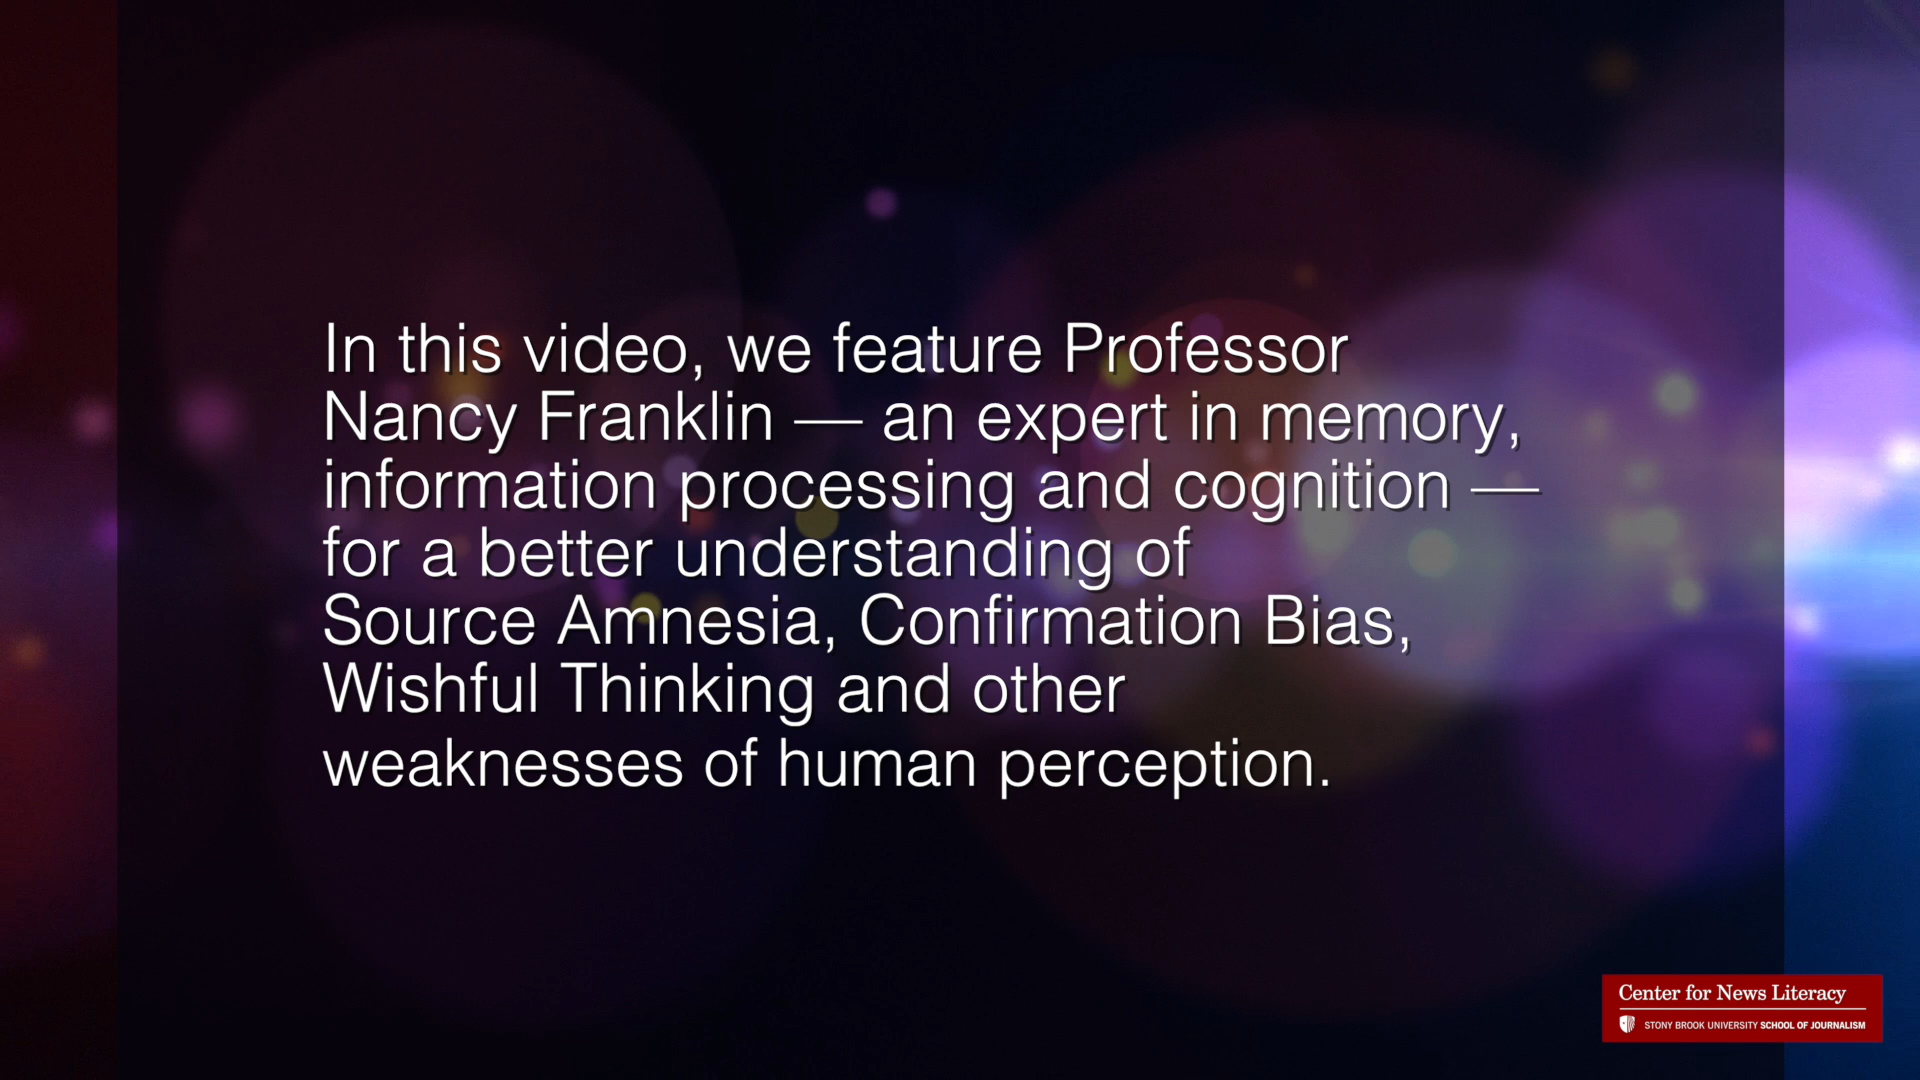 In this video, we feature Professor
Nancy Franklin — an expert in memory,
information processing and cognition —
for a better understanding of
Source Amnesia, Confirmation Bias,
Wishful Thinking and other
weaknesses of human perception.
Center for News Literacy
STONY BROOK UNIVERSITY SCHOOL OF JOURNALISM